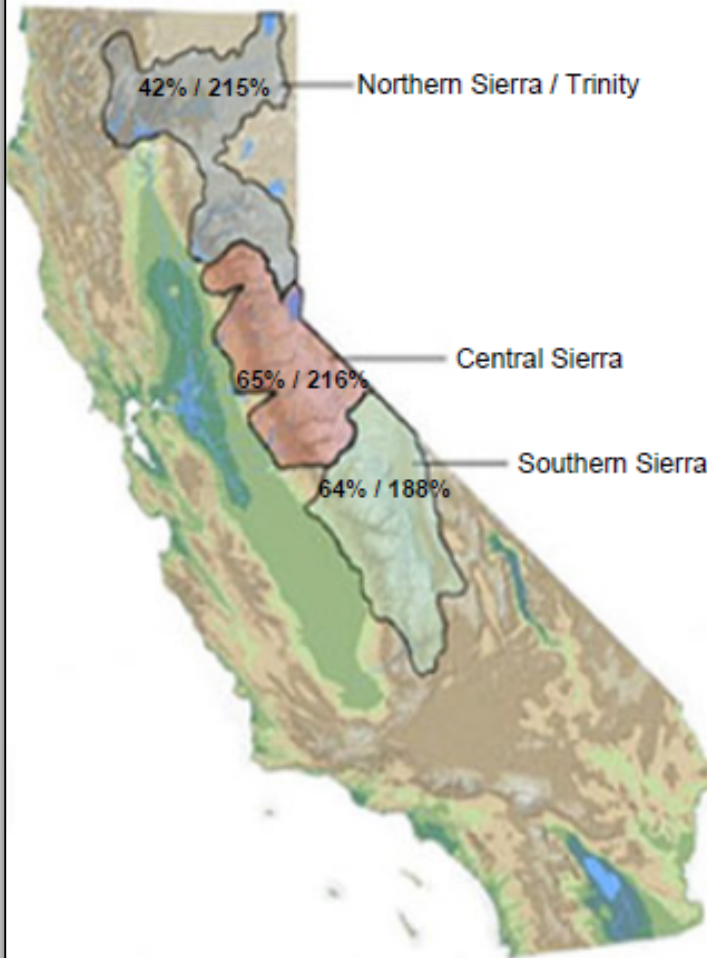 42% / 215%
Northern Sierra / Trinity
65% / 216%
Central Sierra
64% / 188%
Southern Sierra